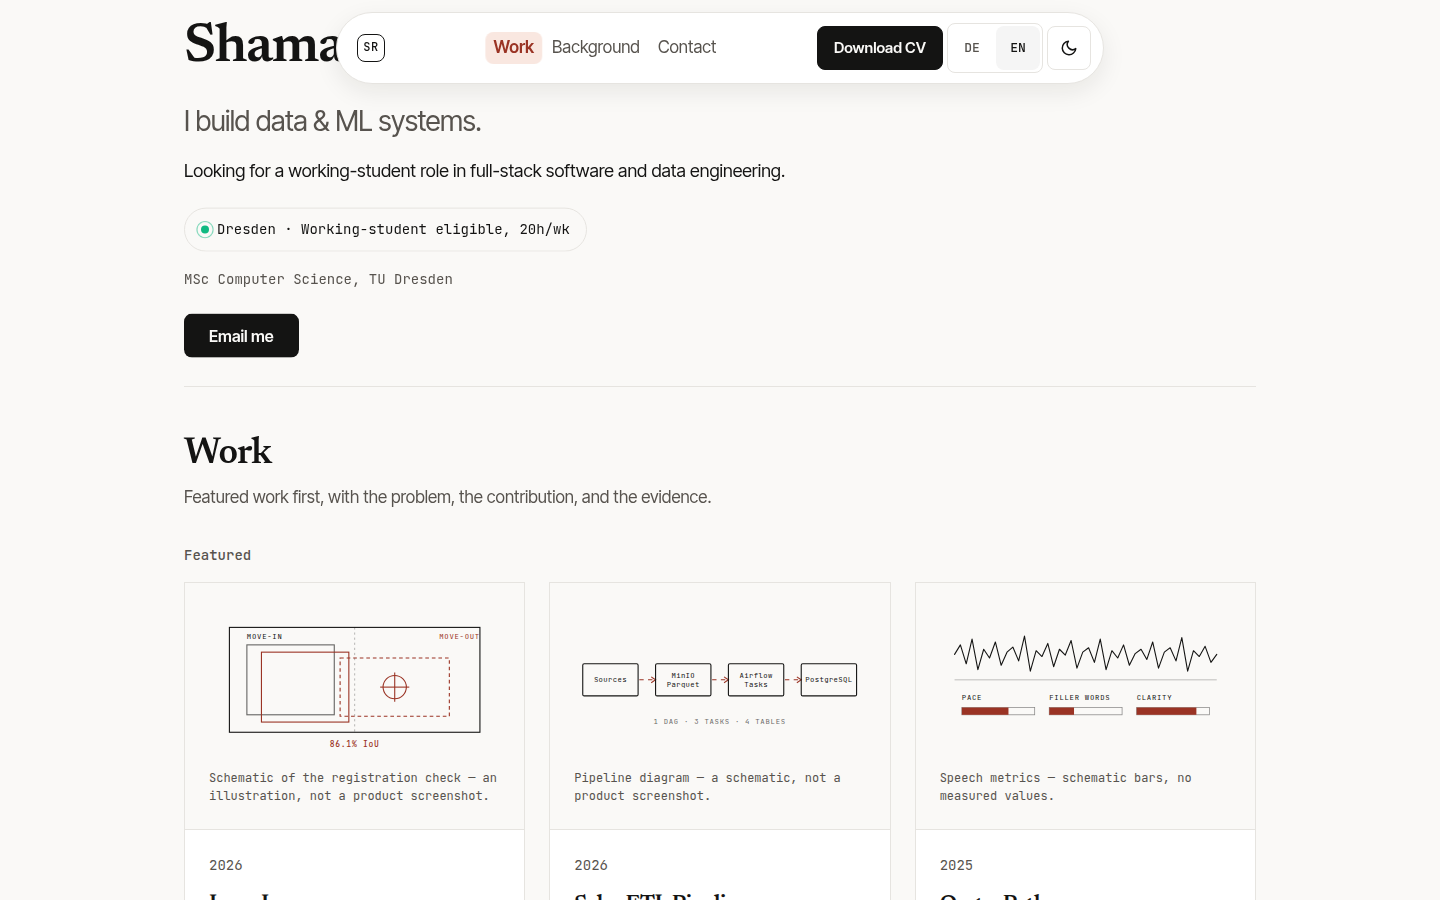 SR
Work
Background
Contact
Download CV
DE
EN
I build data & ML systems.
Looking for a working-student role in full-stack software and data engineering.
Dresden · Working-student eligible, 20h/wk
MSc Computer Science, TU Dresden
Email me
Work
Featured work first, with the problem, the contribution, and the evidence.
Featured
MOVE-IN
MOVE-OUT
86.1% IoU
Schematic of the registration check — an
illustration, not a product screenshot.
2026
Sources
MinIO
Parquet
Airflow
Tasks
PostgreSQL
1 DAG · 3 TASKS · 4 TABLES
Pipeline diagram — a schematic, not a
product screenshot.
2026
PACE
FILLER WORDS
CLARITY
Speech metrics — schematic bars, no
measured values.
2025